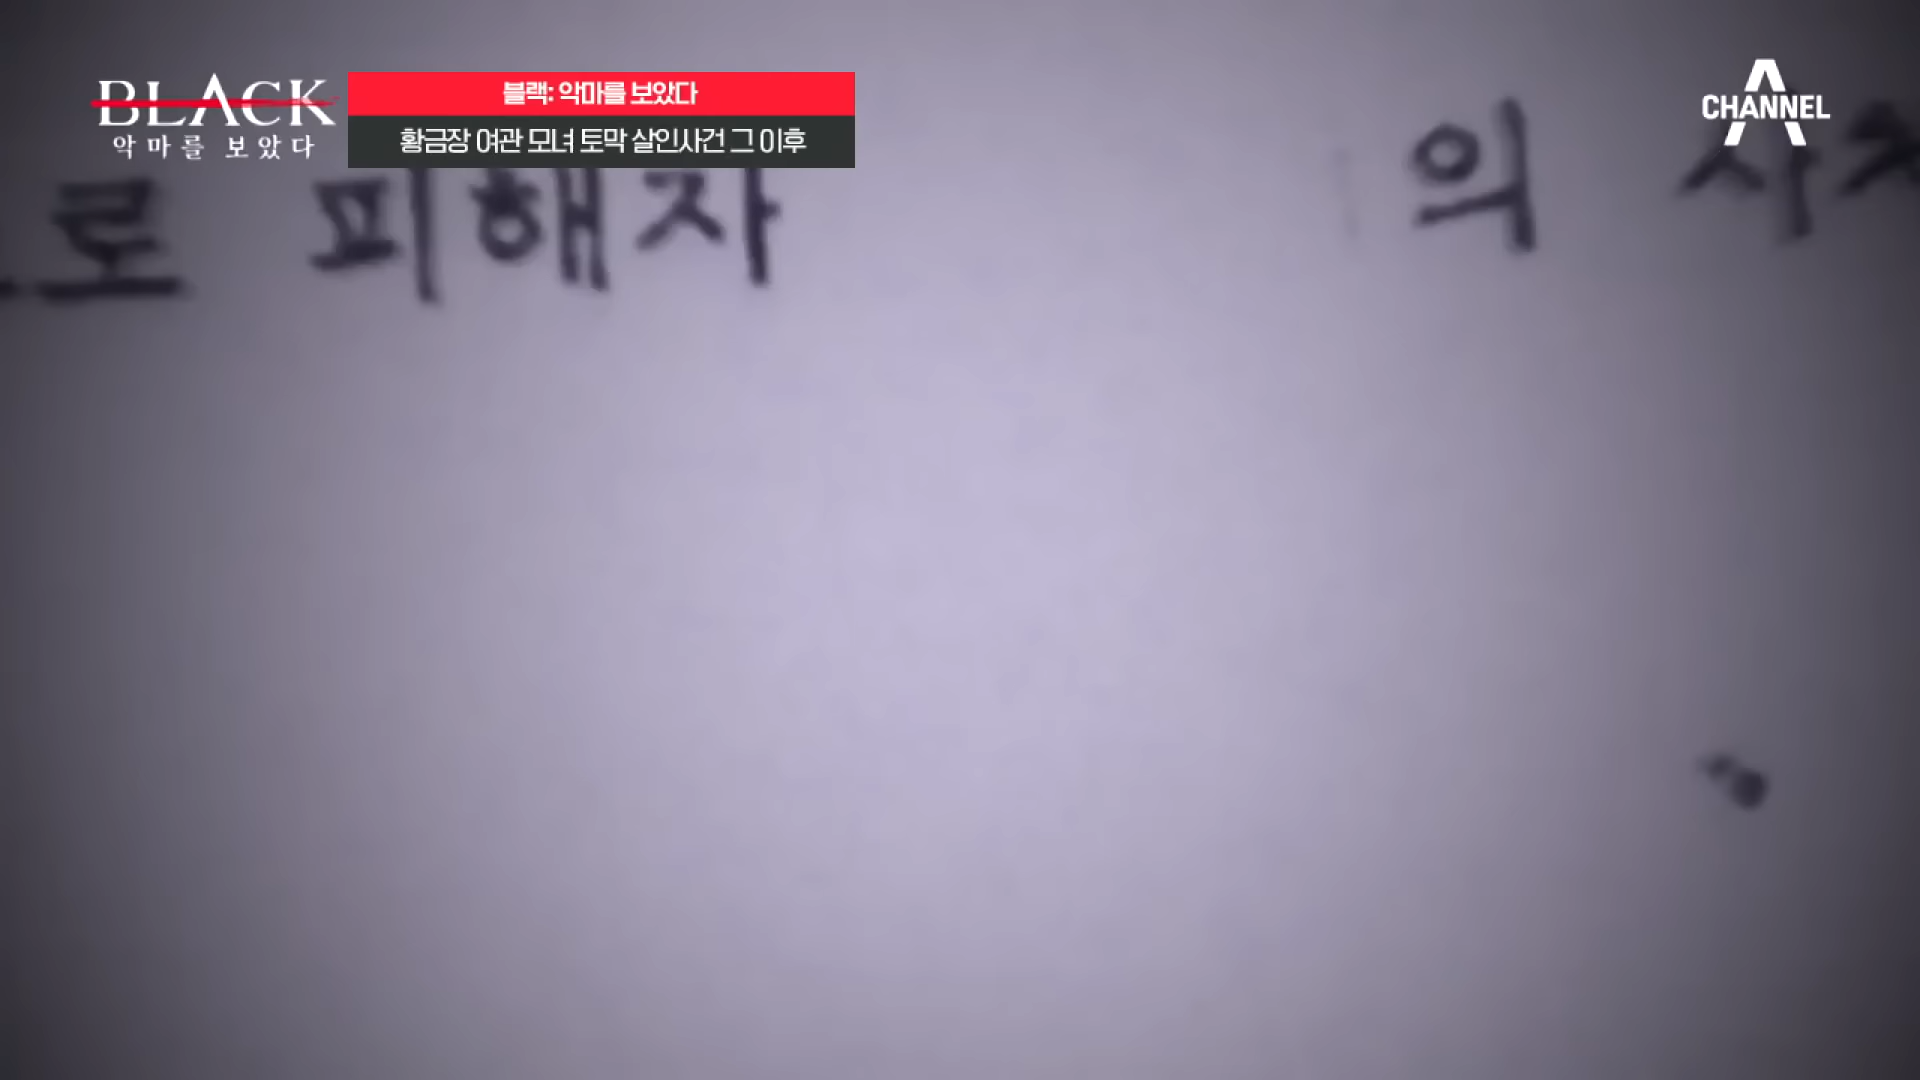 BLACK
악마를 보았다
블랙: 악마를 보았다
황금장 여관 모녀 토막 살인사건 그 이후
CHANNEL A
로 피해자 의